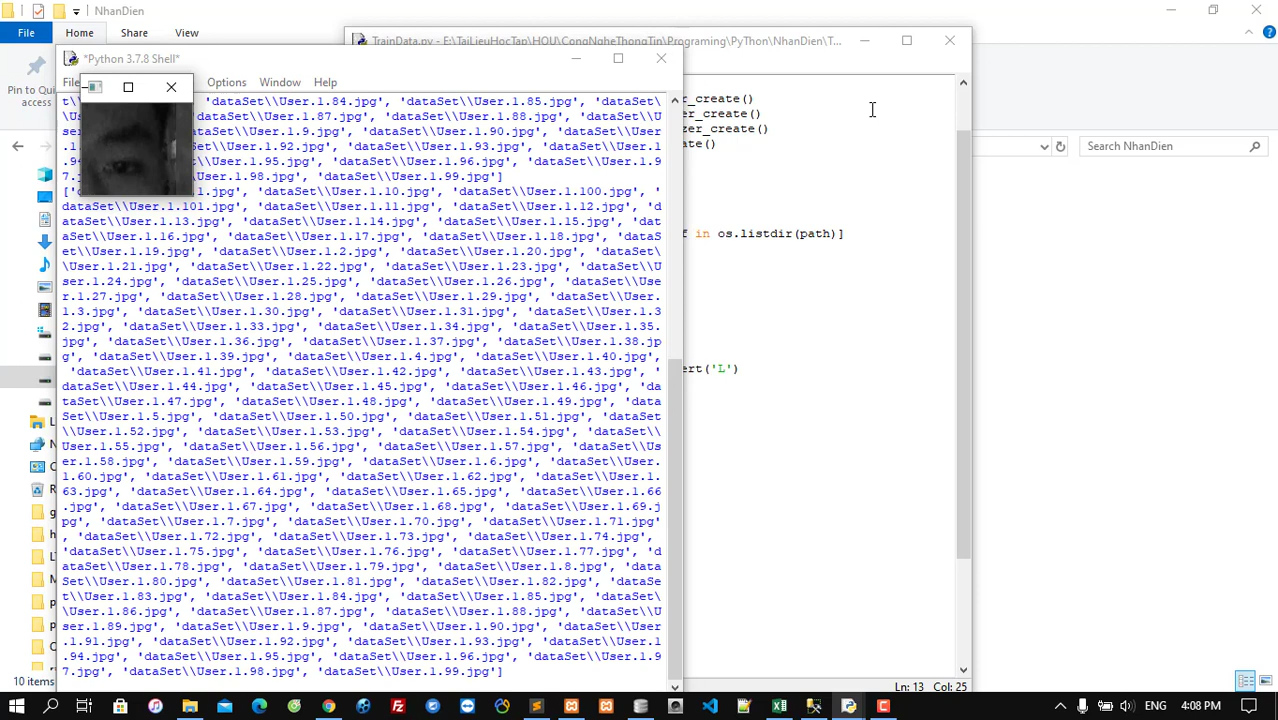 NhanDien
File
Home
Share
View
TrainData.py - E:\TaiLieuHocTap\HOU\CongNgheThongTin\Programing\PyThon\NhanDien\T...
*Python 3.7.8 Shell*
Pin to Qui
access
File
Options
Window
Help
t\\User.1.84.jpg', 'dataSet\\User.1.85.jpg', 'dataSet\
\User.1.87.jpg', 'dataSet\\User.1.88.jpg', 'dataSet\\U
.1.9.jpg', 'dataSet\\User.1.90.jpg', 'dataSet\\User.1.
1.92.jpg', 'dataSet\\User.1.93.jpg', 'dataSet\\User.1
.94 'dataSet\\User.1.95.jpg', 'dataSet\\User.1.96.jpg', 'dataSet\\User.1.9
7.j User.1.98.jpg', 'dataSet\\User.1.99.jpg']
[' 1.jpg', 'dataSet\\User.1.10.jpg', 'dataSet\\User.1.100.jpg', '
dataSet\\User.1.101.jpg', 'dataSet\\User.1.11.jpg', 'dataSet\\User.1.12.jpg', 'd
ataSet\\User.1.13.jpg', 'dataSet\\User.1.14.jpg', 'dataSet\\User.1.15.jpg', 'dat
aSet\\User.1.16.jpg', 'dataSet\\User.1.17.jpg', 'dataSet\\User.1.18.jpg', 'dataS
et\\User.1.19.jpg', 'dataSet\\User.1.2.jpg', 'dataSet\\User.1.20.jpg', 'dataSet\
\User.1.21.jpg', 'dataSet\\User.1.22.jpg', 'dataSet\\User.1.23.jpg', 'dataSet\\U
ser.1.24.jpg', 'dataSet\\User.1.25.jpg', 'dataSet\\User.1.26.jpg', 'dataSet\\Use
r.1.27.jpg', 'dataSet\\User.1.28.jpg', 'dataSet\\User.1.29.jpg', 'dataSet\\User.
1.3.jpg', 'dataSet\\User.1.30.jpg', 'dataSet\\User.1.31.jpg', 'dataSet\\User.1.3
2.jpg', 'dataSet\\User.1.33.jpg', 'dataSet\\User.1.34.jpg', 'dataSet\\User.1.35.
jpg', 'dataSet\\User.1.36.jpg', 'dataSet\\User.1.37.jpg', 'dataSet\\User.1.38.jp
g', 'dataSet\\User.1.39.jpg', 'dataSet\\User.1.4.jpg', 'dataSet\\User.1.40.jpg',
'dataSet\\User.1.41.jpg', 'dataSet\\User.1.42.jpg', 'dataSet\\User.1.43.jpg', '
dataSet\\User.1.44.jpg', 'dataSet\\User.1.45.jpg', 'dataSet\\User.1.46.jpg', 'da
taSet\\User.1.47.jpg', 'dataSet\\User.1.48.jpg', 'dataSet\\User.1.49.jpg', 'data
Set\\User.1.5.jpg', 'dataSet\\User.1.50.jpg', 'dataSet\\User.1.51.jpg', 'dataSet
\\User.1.52.jpg', 'dataSet\\User.1.53.jpg', 'dataSet\\User.1.54.jpg', 'dataSet\\
User.1.55.jpg', 'dataSet\\User.1.56.jpg', 'dataSet\\User.1.57.jpg', 'dataSet\\Us
er.1.58.jpg', 'dataSet\\User.1.59.jpg', 'dataSet\\User.1.6.jpg', 'dataSet\\User.
1.60.jpg', 'dataSet\\User.1.61.jpg', 'dataSet\\User.1.62.jpg', 'dataSet\\User.1.
63.jpg', 'dataSet\\User.1.64.jpg', 'dataSet\\User.1.65.jpg', 'dataSet\\User.1.66
.jpg', 'dataSet\\User.1.67.jpg', 'dataSet\\User.1.68.jpg', 'dataSet\\User.1.69.j
pg', 'dataSet\\User.1.7.jpg', 'dataSet\\User.1.70.jpg', 'dataSet\\User.1.71.jpg'
, 'dataSet\\User.1.72.jpg', 'dataSet\\User.1.73.jpg', 'dataSet\\User.1.74.jpg',
'dataSet\\User.1.75.jpg', 'dataSet\\User.1.76.jpg', 'dataSet\\User.1.77.jpg', 'd
ataSet\\User.1.78.jpg', 'dataSet\\User.1.79.jpg', 'dataSet\\User.1.8.jpg', 'data
Set\\User.1.80.jpg', 'dataSet\\User.1.81.jpg', 'dataSet\\User.1.82.jpg', 'dataSe
t\\User.1.83.jpg', 'dataSet\\User.1.84.jpg', 'dataSet\\User.1.85.jpg', 'dataSet\
\User.1.86.jpg', 'dataSet\\User.1.87.jpg', 'dataSet\\User.1.88.jpg', 'dataSet\\U
ser.1.89.jpg', 'dataSet\\User.1.9.jpg', 'dataSet\\User.1.90.jpg', 'dataSet\\User
.1.91.jpg', 'dataSet\\User.1.92.jpg', 'dataSet\\User.1.93.jpg', 'dataSet\\User.1
.94.jpg', 'dataSet\\User.1.95.jpg', 'dataSet\\User.1.96.jpg', 'dataSet\\User.1.9
7.jpg', 'dataSet\\User.1.98.jpg', 'dataSet\\User.1.99.jpg']
r_create()
er_create()
zer_create()
ate()
f in os.listdir(path)]
ert('L')
Search NhanDien
10 items
Ln: 13 Col: 25
4:08 PM